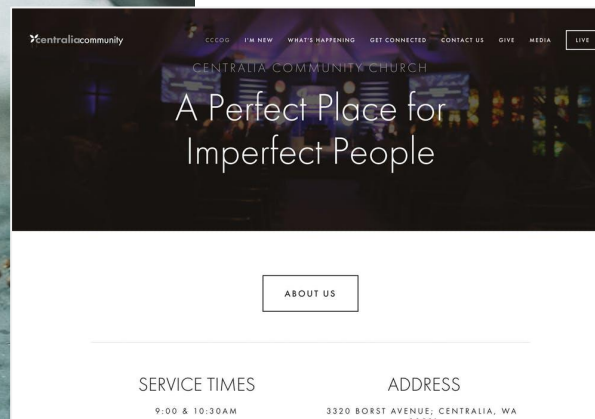 centraliacommunity
CCCOG I'M NEW WHAT'S HAPPENING GET CONNECTED CONTACT US GIVE MEDIA LIVE
CENTRALIA COMMUNITY CHURCH
A Perfect Place for
Imperfect People
ABOUT US
SERVICE TIMES
ADDRESS
9:00 & 10:30AM
3320 BORST AVENUE; CENTRALIA, WA